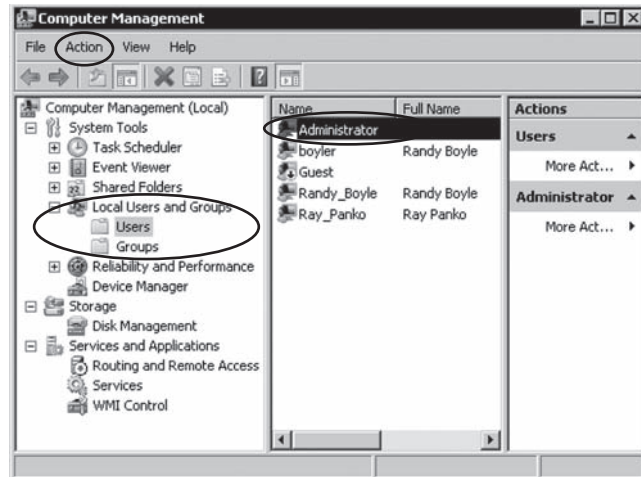 Computer Management
File Action View Help
Computer Management (Local)
System Tools
Task Scheduler
Event Viewer
Shared Folders
Local Users and Groups
Users
Groups
Reliability and Performance
Device Manager
Storage
Disk Management
Services and Applications
Routing and Remote Access
Services
WMI Control
Name Full Name
Administrator
boyler Randy Boyle
Guest
Randy_Boyle Randy Boyle
Ray_Panko Ray Panko
Actions
Users
More Act...
Administrator
More Act...